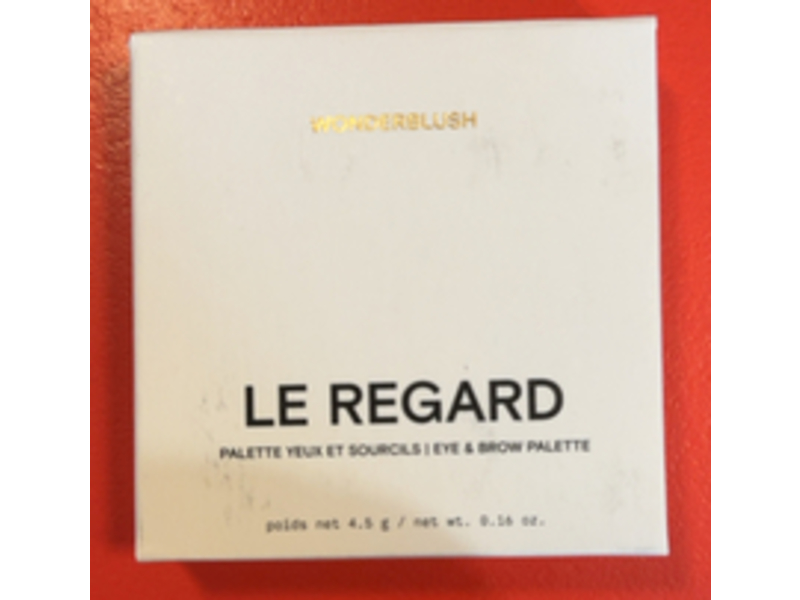 WONDERBLUSH
LE REGARD
PALETTE YEUX ET SOURCILS | EYE & BROW PALETTE
poids net 4.5 g / net wt. 0.16 oz.